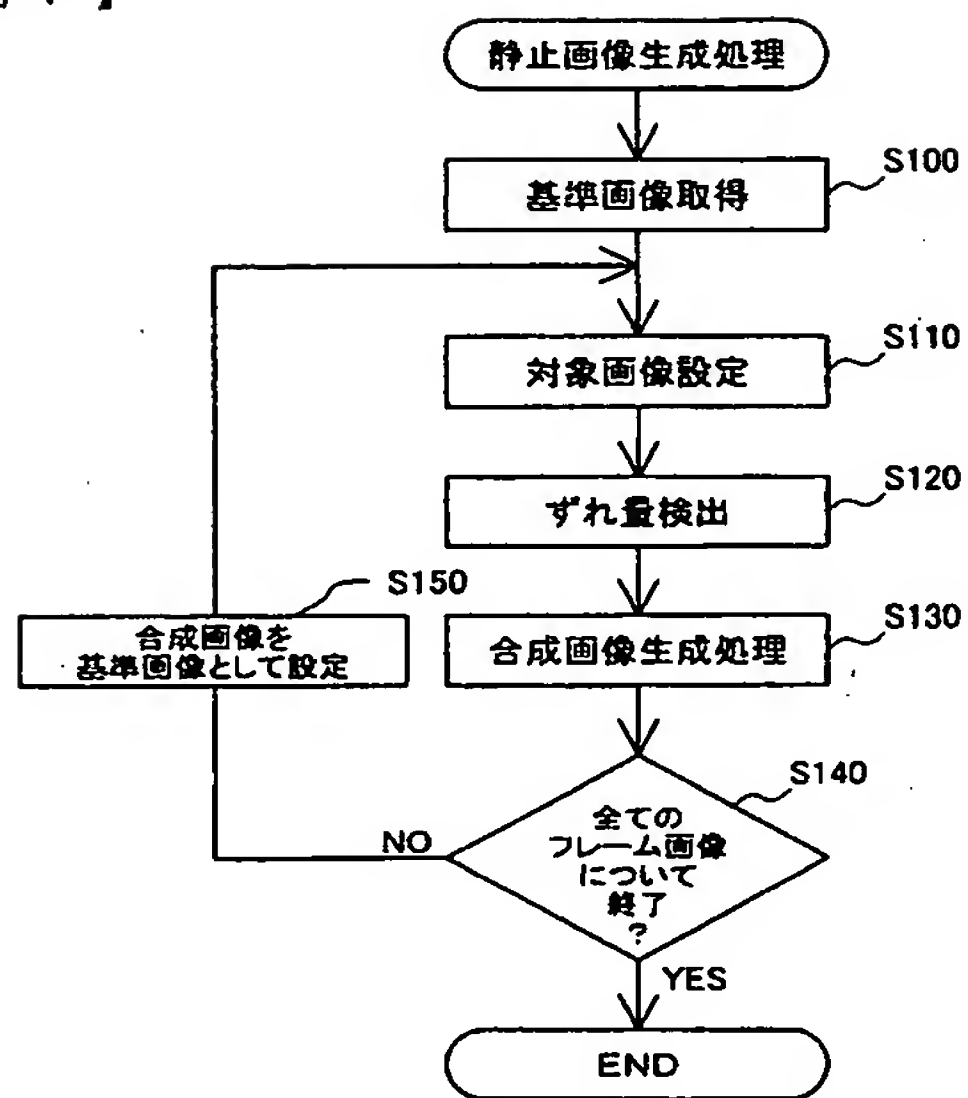 静止画像生成処理
S100
基準画像取得
S110
対象画像設定
S120
ずれ量検出
S150
合成画像を
基準画像として設定
S130
合成画像生成処理
S140
全ての
フレーム画像
について
終了
?
NO
YES
END